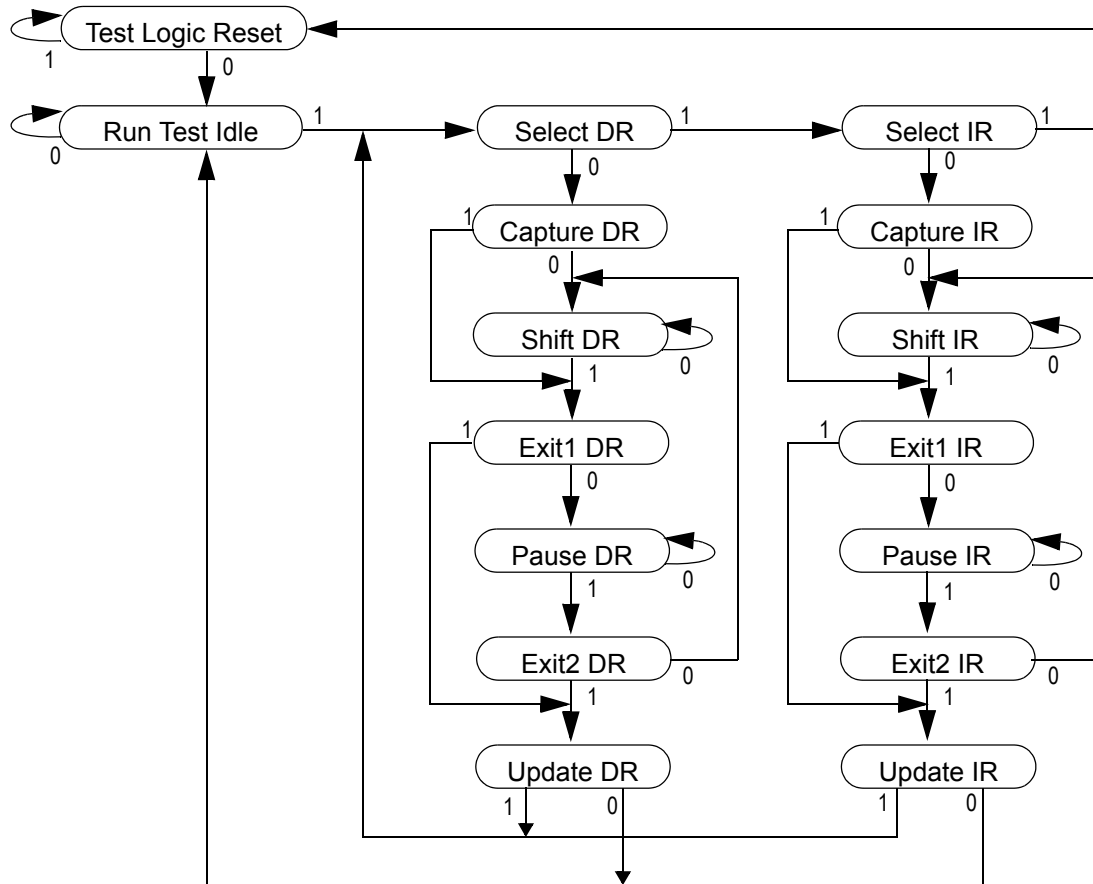 Test Logic Reset
1
0
Run Test Idle
1
0
Select DR
1
0
Select IR
1
0
1
Capture DR
0
1
Capture IR
0
Shift DR
0
1
Shift IR
0
1
1
Exit1 DR
0
1
Exit1 IR
0
Pause DR
0
1
Pause IR
0
1
Exit2 DR
0
1
Exit2 IR
0
1
Update DR
1
0
Update IR
1
0